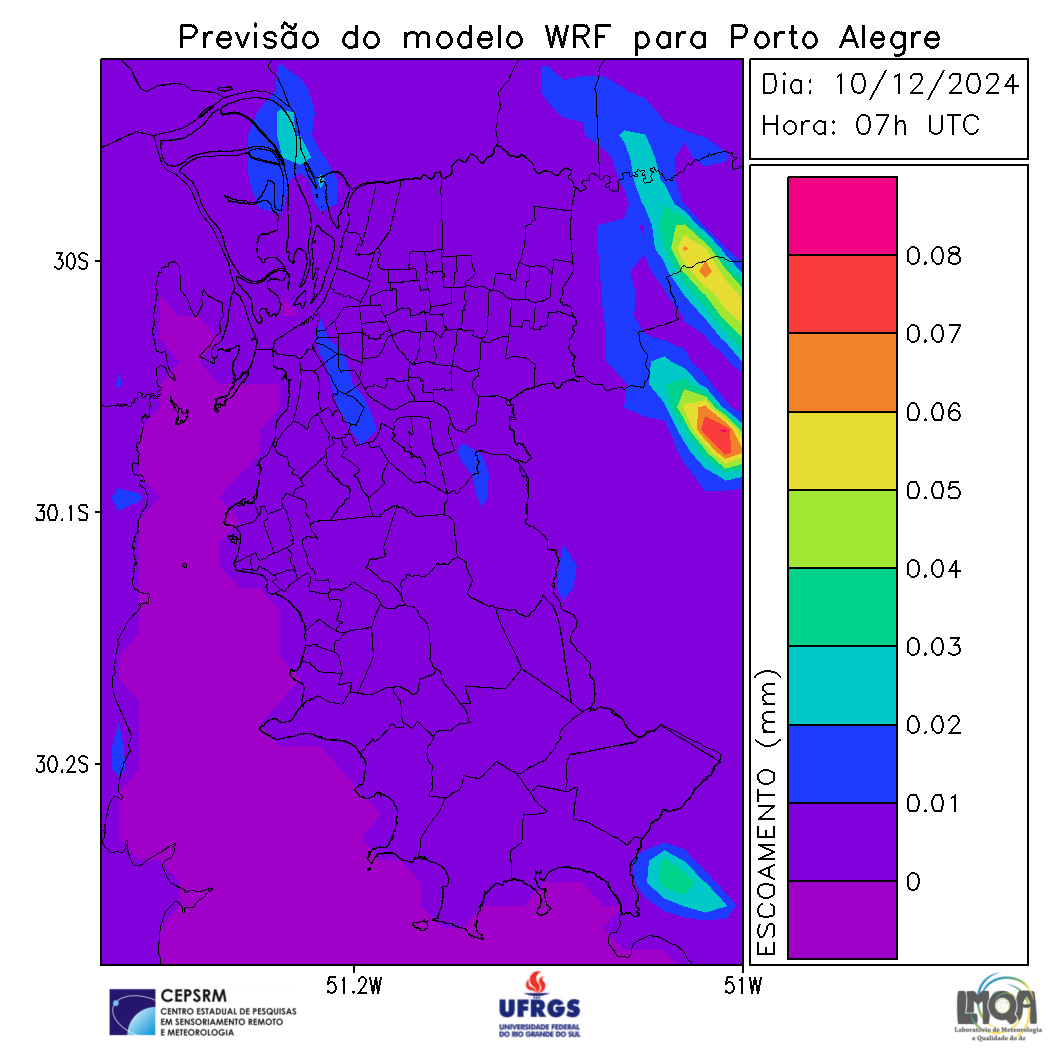 Previsão do modelo WRF para Porto Alegre
Dia: 10/12/2024
Hora: 07h UTC
30S
30.1S
30.2S
51.2W
51W
ESCOAMENTO (mm)
0.08
0.07
0.06
0.05
0.04
0.03
0.02
0.01
0
CEPSRM
CENTRO ESTADUAL DE PESQUISAS
EM SENSORIAMENTO REMOTO
E METEOROLOGIA
UFRGS
UNIVERSIDADE FEDERAL
DO RIO GRANDE DO SUL
LMQA
Laboratório de Meteorologia
e Qualidade do Ar